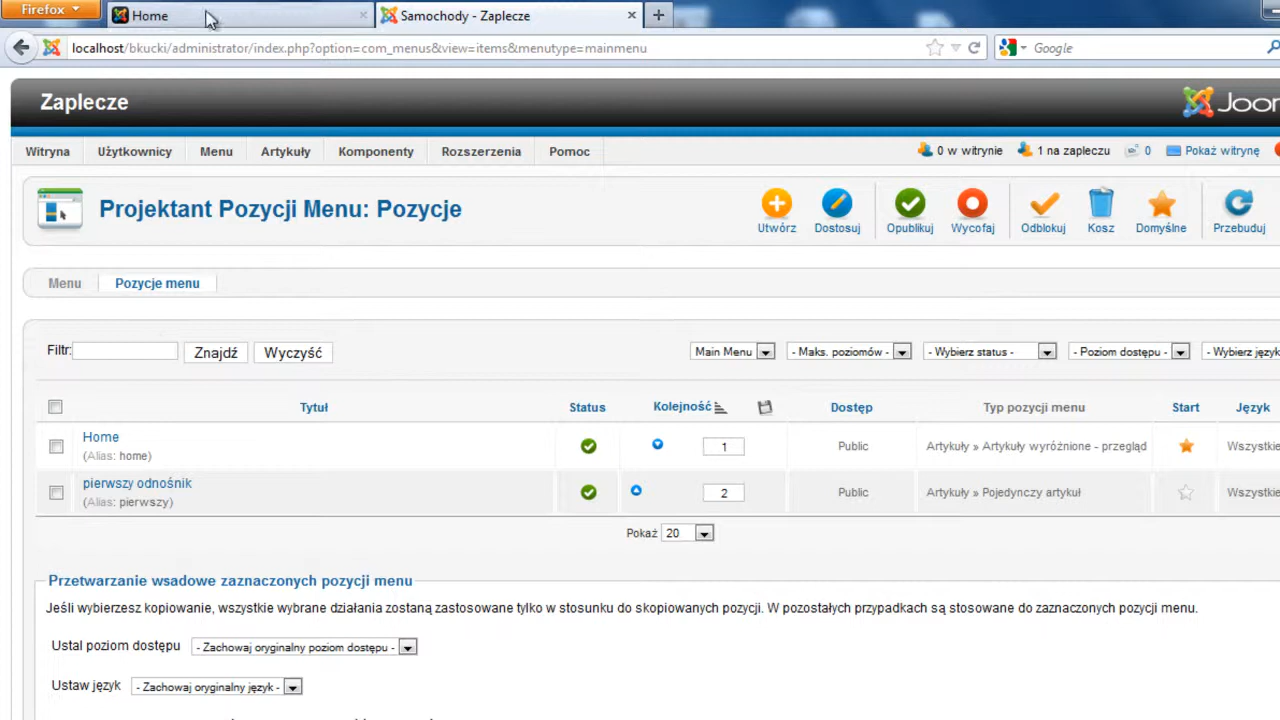 Firefox
Home
Samochody - Zaplecze
localhost/bkucki/administrator/index.php?option=com_menus&view=items&menutype=mainmenu
Google
Zaplecze
Witryna Użytkownicy Menu Artykuły Komponenty Rozszerzenia Pomoc
0 w witrynie 1 na zapleczu 0 Pokaż witrynę
Projektant Pozycji Menu: Pozycje
Utwórz Dostosuj Opublikuj Wycofaj Odblokuj Kosz Domyślne Przebuduj
Menu Pozycje menu
Filtr: Znajdź Wyczyść Main Menu - Maks. poziomów - - Wybierz status - - Poziom dostępu - - Wybierz język
Tytuł Status Kolejność Dostęp Typ pozycji menu Start Język
Home 1 Public Artykuły » Artykuły wyróżnione - przegląd Wszystkie
(Alias: home)
pierwszy odnośnik 2 Public Artykuły » Pojedynczy artykuł Wszystkie
(Alias: pierwszy)
Pokaż 20
Przetwarzanie wsadowe zaznaczonych pozycji menu
Jeśli wybierzesz kopiowanie, wszystkie wybrane działania zostaną zastosowane tylko w stosunku do skopiowanych pozycji. W pozostałych przypadkach są stosowane do zaznaczonych pozycji menu.
Ustal poziom dostępu - Zachowaj oryginalny poziom dostępu -
Ustaw język - Zachowaj oryginalny język -